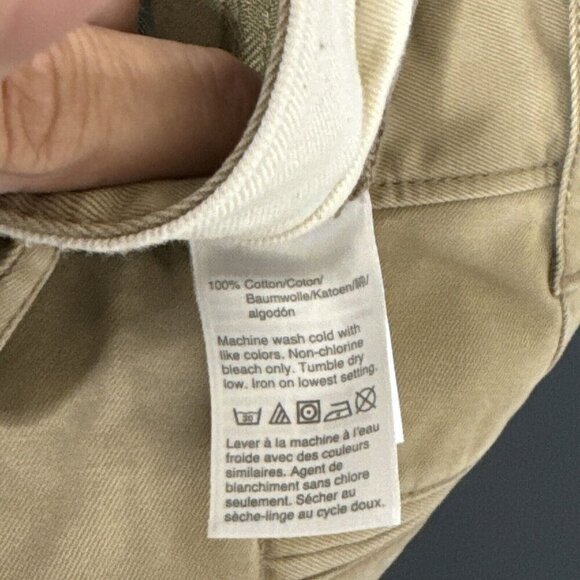 100% Cotton/Coton/
Baumwolle/Katoen/棉/
algodón
Machine wash cold with
like colors. Non-chlorine
bleach only. Tumble dry
low. Iron on lowest setting.
30
Laver à la machine à l'eau
froide avec des couleurs
similaires. Agent de
blanchiment sans chlore
seulement. Sécher au
sèche-linge au cycle doux.